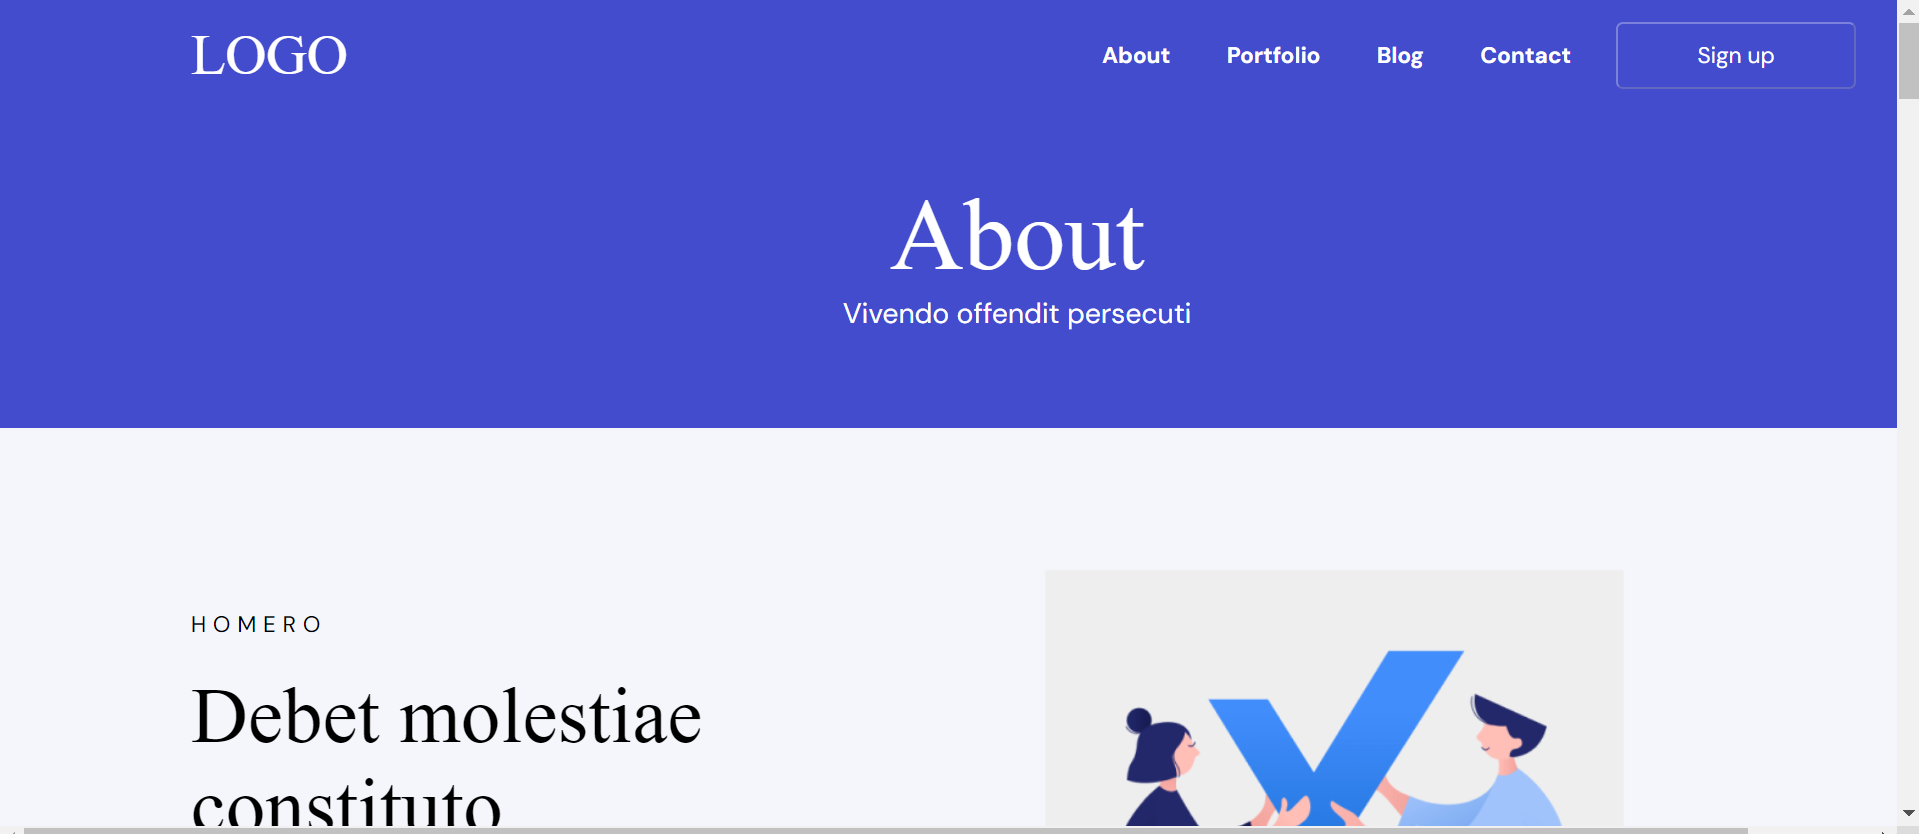 LOGO
About Portfolio Blog Contact Sign up
About
Vivendo offendit persecuti
HOMERO
Debet molestiae
constituto